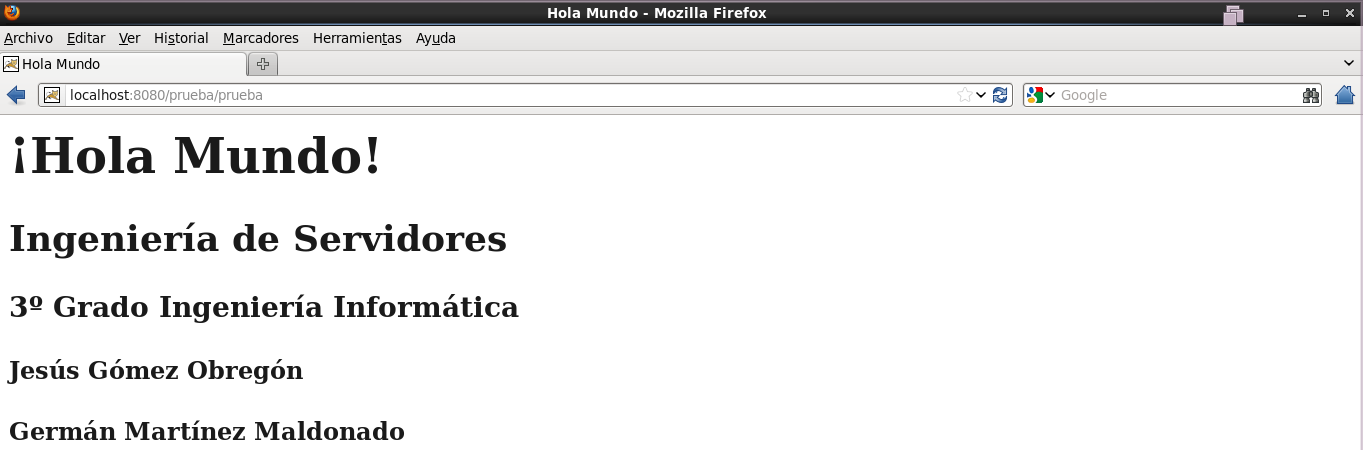 Hola Mundo - Mozilla Firefox
Archivo Editar Ver Historial Marcadores Herramientas Ayuda
Hola Mundo
localhost:8080/prueba/prueba Google
¡Hola Mundo!
Ingeniería de Servidores
3º Grado Ingeniería Informática
Jesús Gómez Obregón
Germán Martínez Maldonado